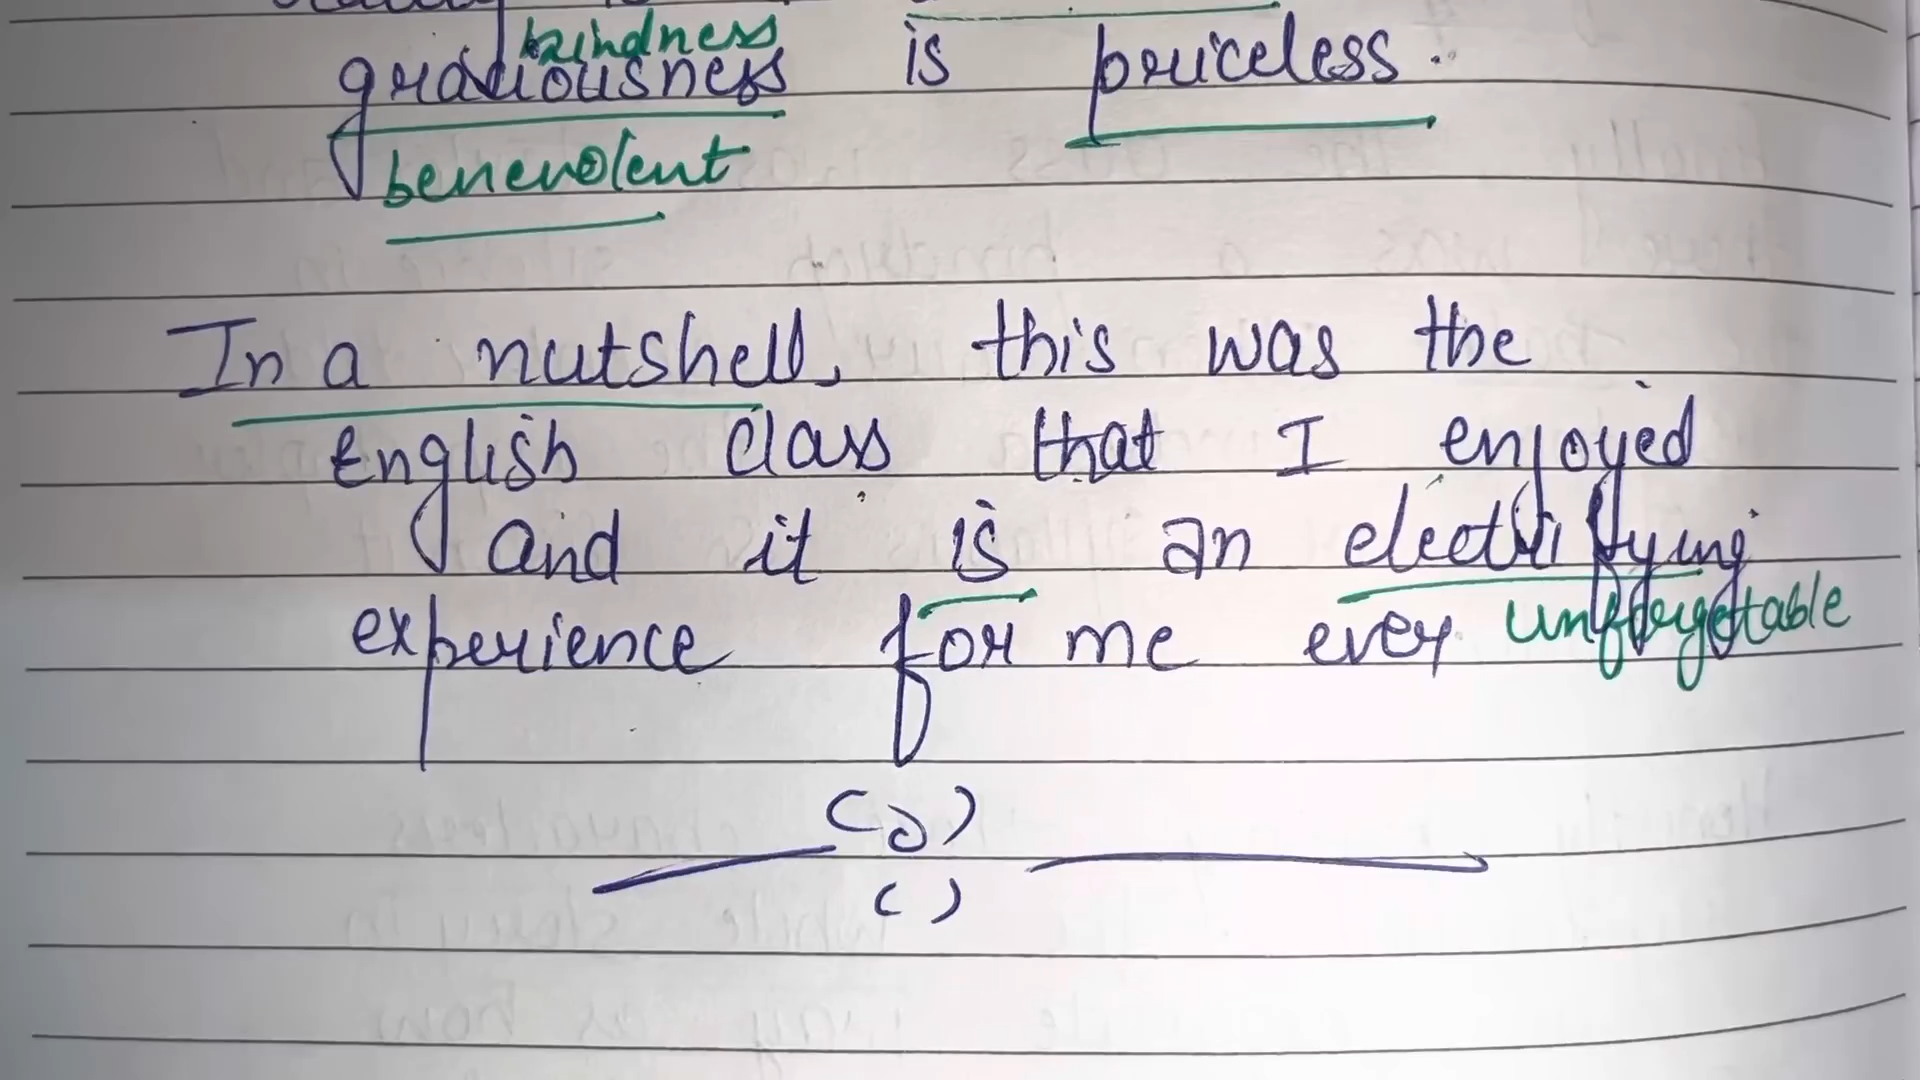 kindness
graciousness is priceless.
benevolent
In a nutshell, this was the
English class that I enjoyed
and it is an electrifying
experience for me ever unforgetable